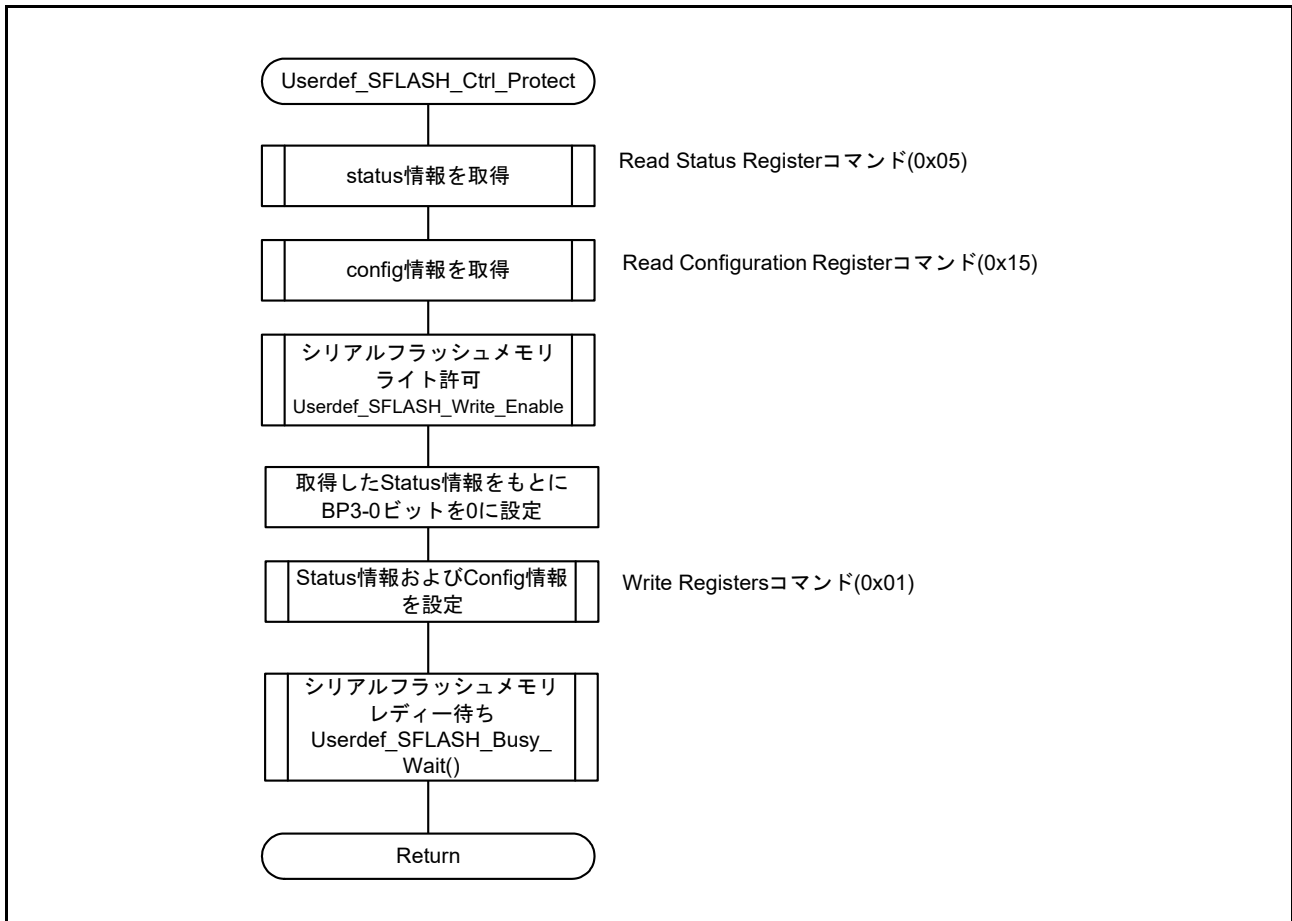 Userdef_SFLASH_Ctrl_Protect
status情報を取得
Read Status Registerコマンド(0x05)
config情報を取得
Read Configuration Registerコマンド(0x15)
シリアルフラッシュメモリ
ライト許可
Userdef_SFLASH_Write_Enable
取得したStatus情報をもとに
BP3-0ビットを0に設定
Status情報およびConfig情報
を設定
Write Registersコマンド(0x01)
シリアルフラッシュメモリ
レディー待ち
Userdef_SFLASH_Busy_
Wait()
Return